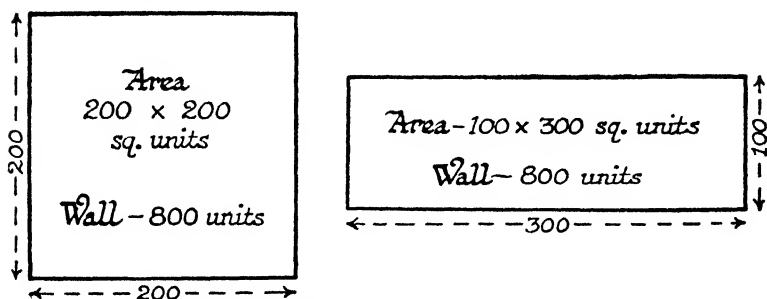 200
Area
200 × 200
sq. units
Wall – 800 units
200
Area – 100 × 300 sq. units
Wall – 800 units
100
300